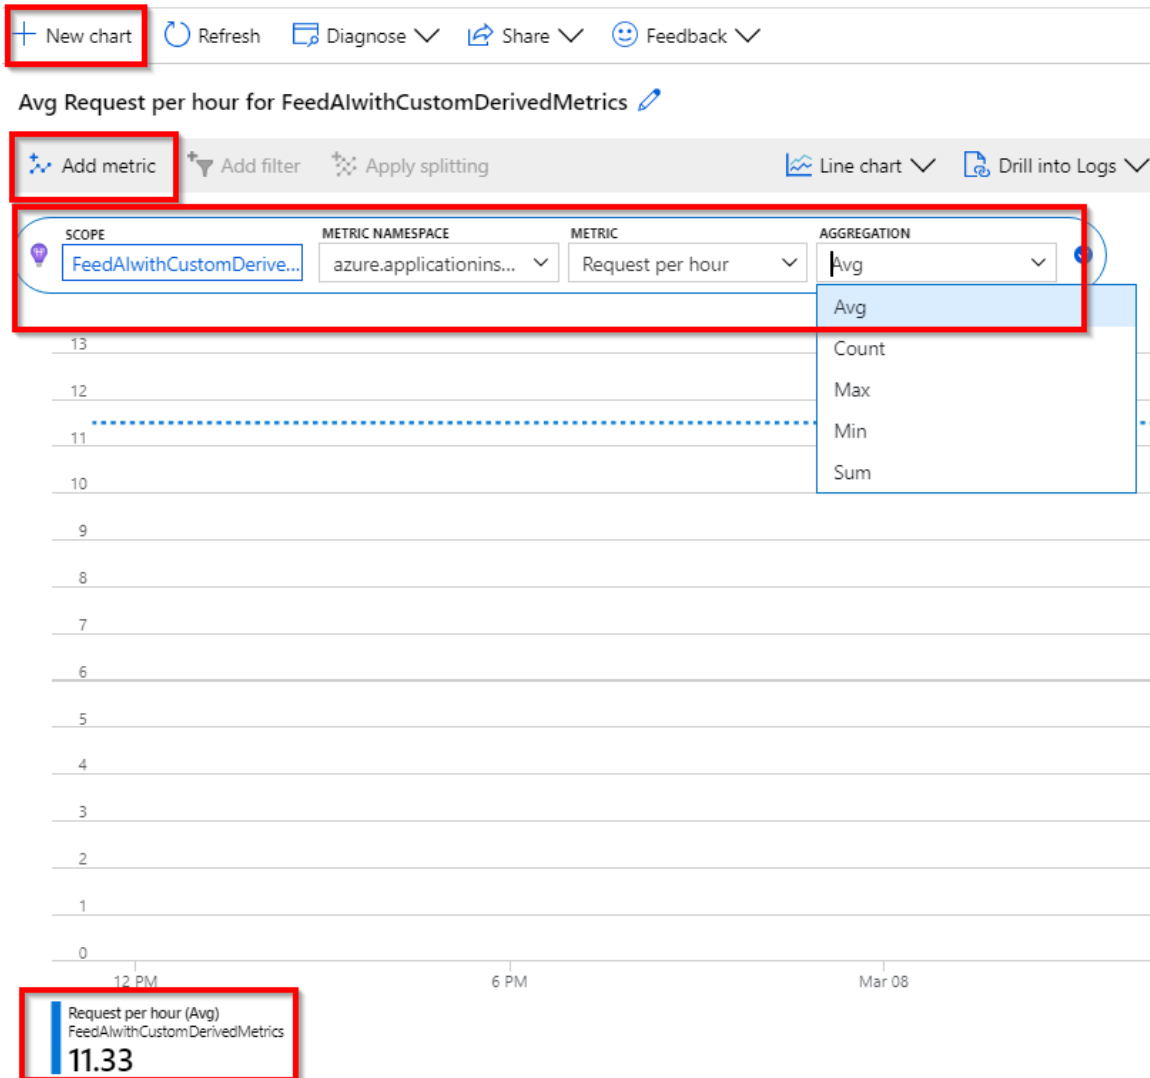 New chart Refresh Diagnose Share Feedback
Avg Request per hour for FeedAIwithCustomDerivedMetrics
Add metric Add filter Apply splitting Line chart Drill into Logs
SCOPE METRIC NAMESPACE METRIC AGGREGATION
FeedAIwithCustomDerive... azure.applicationins... Request per hour Avg
Avg
Count
Max
Min
Sum
13
12
11
10
9
8
7
6
5
4
3
2
1
0
12 PM 6 PM Mar 08
Request per hour (Avg)
FeedAIwithCustomDerivedMetrics
11.33